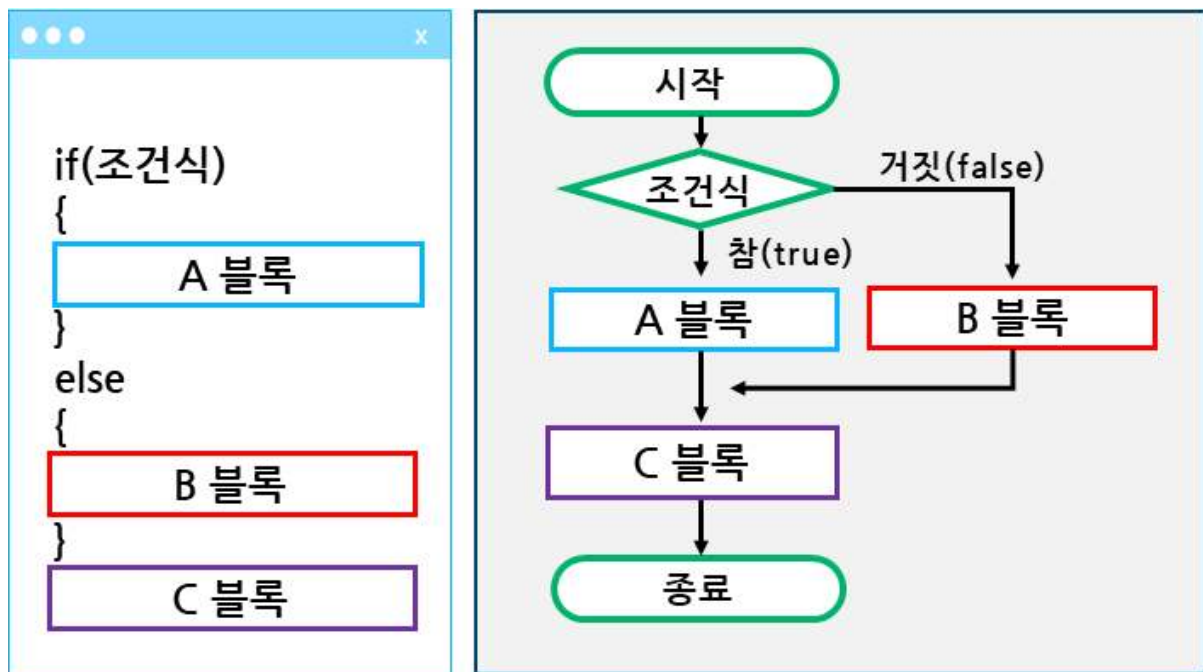 x
if(조건식)
{
A 블록
}
else
{
B 블록
}
C 블록
시작
조건식
거짓(false)
참(true)
A 블록
B 블록
C 블록
종료